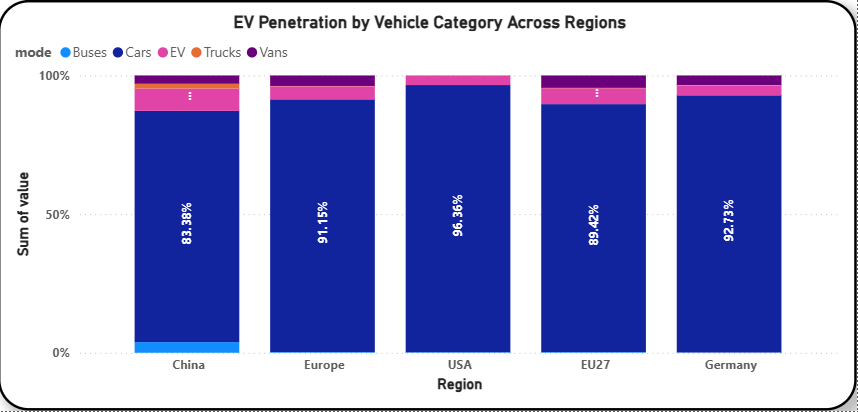 EV Penetration by Vehicle Category Across Regions
mode Buses Cars EV Trucks Vans
100%
50%
0%
Sum of value
83.38%
91.15%
96.36%
89.42%
92.73%
...
...
China Europe USA EU27 Germany
Region